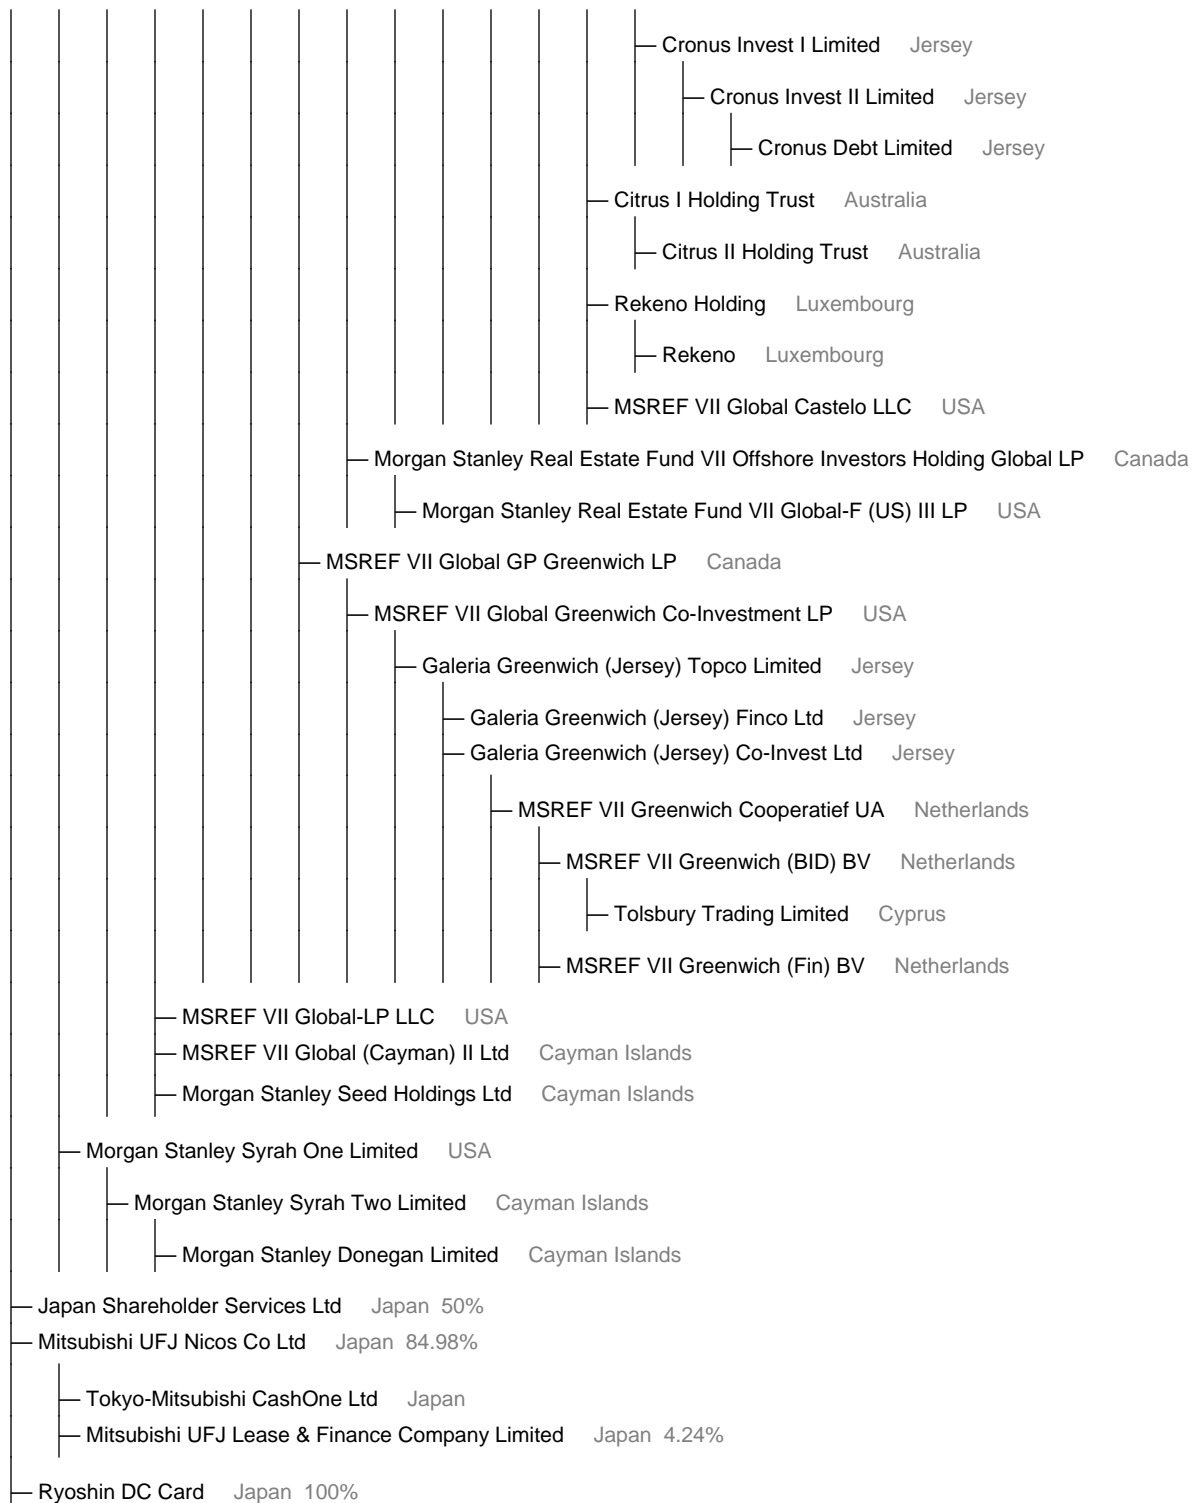 Cronus Invest I Limited Jersey
Cronus Invest II Limited Jersey
Cronus Debt Limited Jersey
Citrus I Holding Trust Australia
Citrus II Holding Trust Australia
Rekeno Holding Luxembourg
Rekeno Luxembourg
MSREF VII Global Castelo LLC USA
Morgan Stanley Real Estate Fund VII Offshore Investors Holding Global LP Canada
Morgan Stanley Real Estate Fund VII Global-F (US) III LP USA
MSREF VII Global GP Greenwich LP Canada
MSREF VII Global Greenwich Co-Investment LP USA
Galeria Greenwich (Jersey) Topco Limited Jersey
Galeria Greenwich (Jersey) Finco Ltd Jersey
Galeria Greenwich (Jersey) Co-Invest Ltd Jersey
MSREF VII Greenwich Cooperatief UA Netherlands
MSREF VII Greenwich (BID) BV Netherlands
Tolsbury Trading Limited Cyprus
MSREF VII Greenwich (Fin) BV Netherlands
MSREF VII Global-LP LLC USA
MSREF VII Global (Cayman) II Ltd Cayman Islands
Morgan Stanley Seed Holdings Ltd Cayman Islands
Morgan Stanley Syrah One Limited USA
Morgan Stanley Syrah Two Limited Cayman Islands
Morgan Stanley Donegan Limited Cayman Islands
Japan Shareholder Services Ltd Japan 50%
Mitsubishi UFJ Nicos Co Ltd Japan 84.98%
Tokyo-Mitsubishi CashOne Ltd Japan
Mitsubishi UFJ Lease & Finance Company Limited Japan 4.24%
Ryoshin DC Card Japan 100%